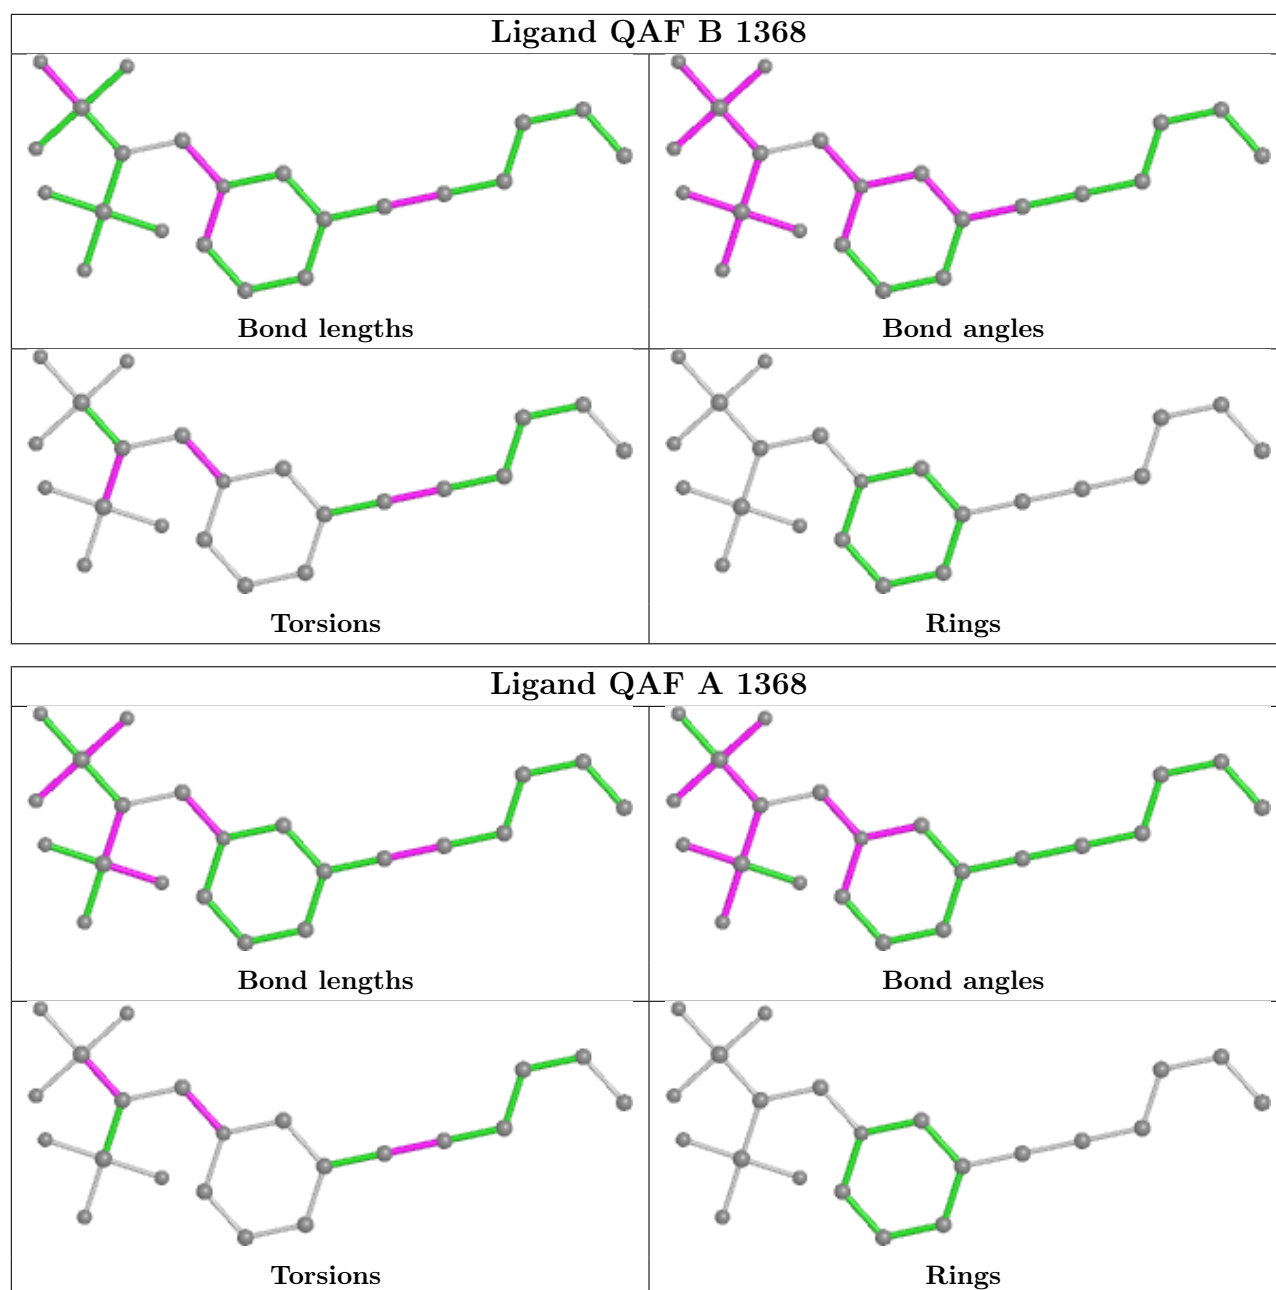 Ligand QAF B 1368
Bond lengths
Bond angles
Torsions
Rings
Ligand QAF A 1368
Bond lengths
Bond angles
Torsions
Rings